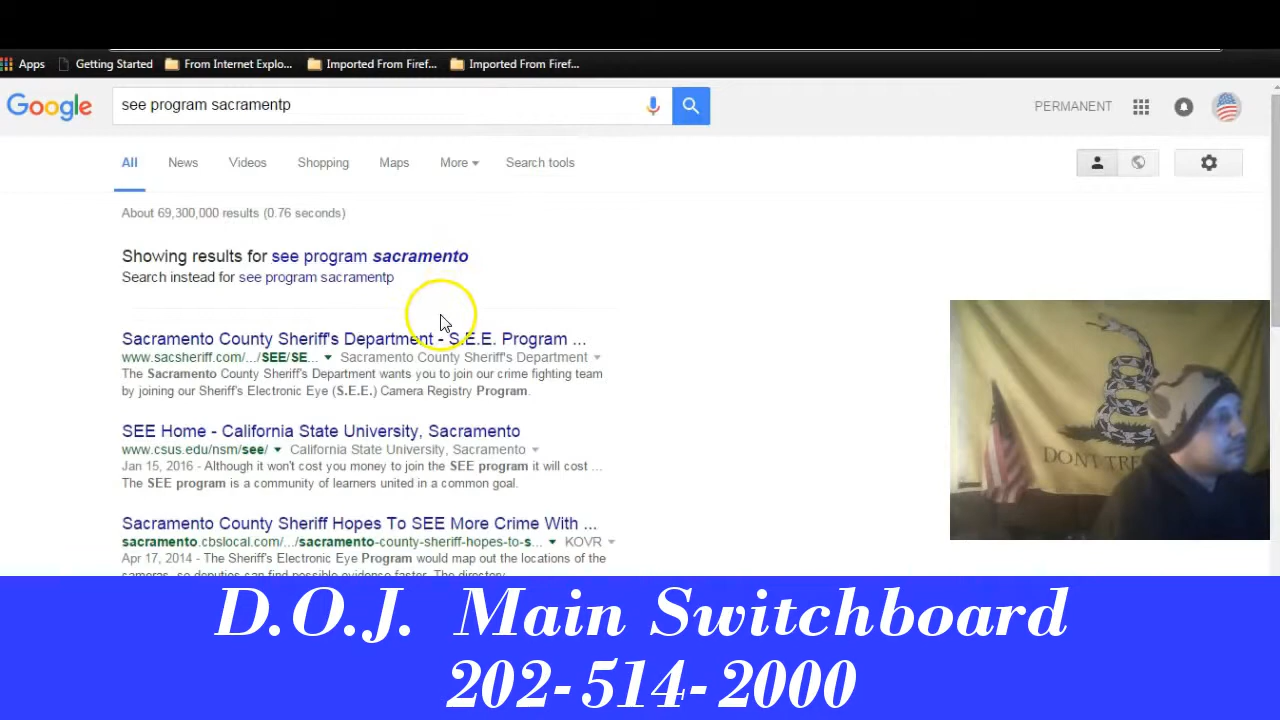 Apps Getting Started From Internet Explo... Imported From Firef... Imported From Firef...
Google see program sacramentp PERMANENT
All News Videos Shopping Maps More Search tools
About 69,300,000 results (0.76 seconds)
Showing results for see program sacramento
Search instead for see program sacramentp
Sacramento County Sheriff's Department - S.E.E. Program ...
www.sacsheriff.com/.../SEE/SE... Sacramento County Sheriff's Department
The Sacramento County Sheriff's Department wants you to join our crime fighting team
by joining our Sheriff's Electronic Eye (S.E.E.) Camera Registry Program.
SEE Home - California State University, Sacramento
www.csus.edu/nsm/see/ California State University, Sacramento
Jan 15, 2016 - Although it won't cost you money to join the SEE program it will cost ...
The SEE program is a community of learners united in a common goal.
Sacramento County Sheriff Hopes To SEE More Crime With ...
sacramento.cbslocal.com/.../sacramento-county-sheriff-hopes-to-s... KOVR
Apr 17, 2014 - The Sheriff's Electronic Eye Program would map out the locations of the
cameras, so deputies can find possible evidence faster. The directory
DON'T TRE
D.O.J. Main Switchboard
202-514-2000